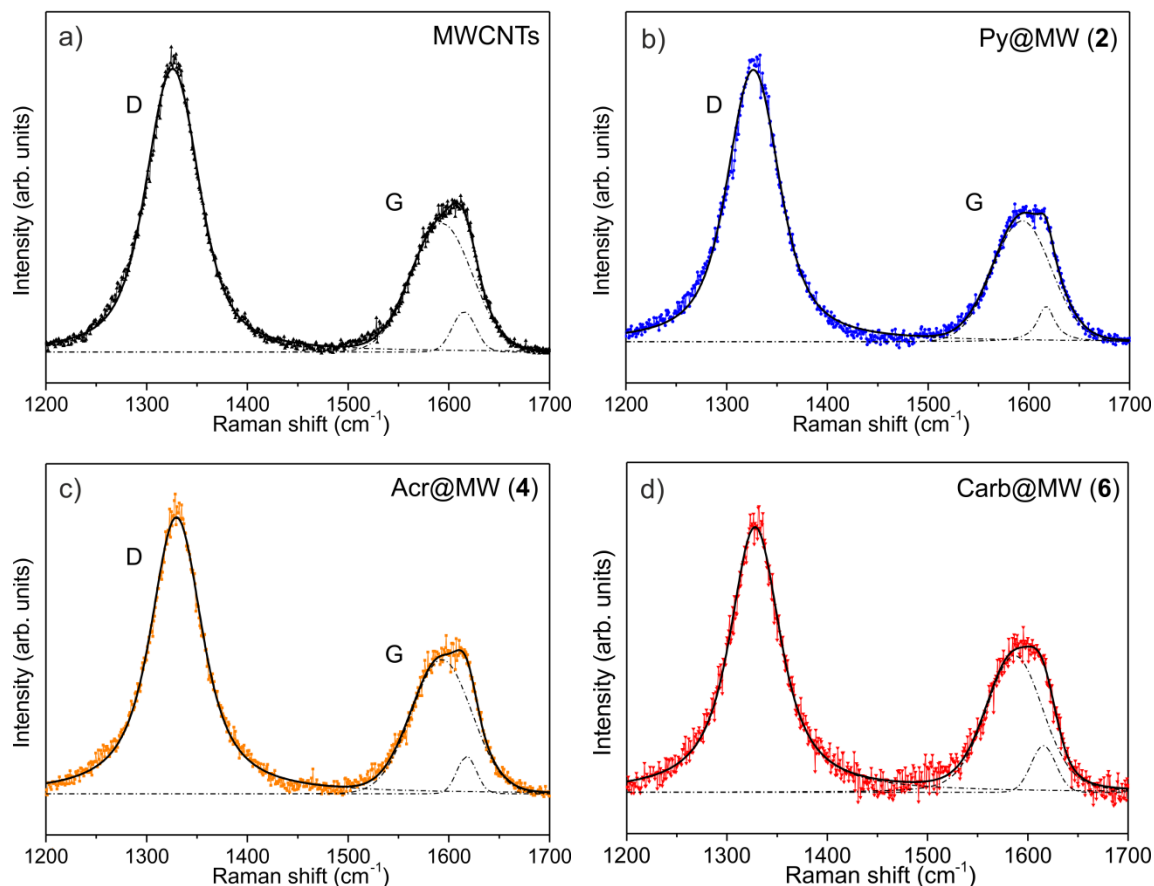 a) MWCNTs
D
G
Intensity (arb. units)
1200 1300 1400 1500 1600 1700
Raman shift (cm⁻¹)
b) Py@MW (2)
D
G
Intensity (arb. units)
1200 1300 1400 1500 1600 1700
Raman shift (cm⁻¹)
c) Acr@MW (4)
D
G
Intensity (arb. units)
1200 1300 1400 1500 1600 1700
Raman shift (cm⁻¹)
d) Carb@MW (6)
Intensity (arb. units)
1200 1300 1400 1500 1600 1700
Raman shift (cm⁻¹)